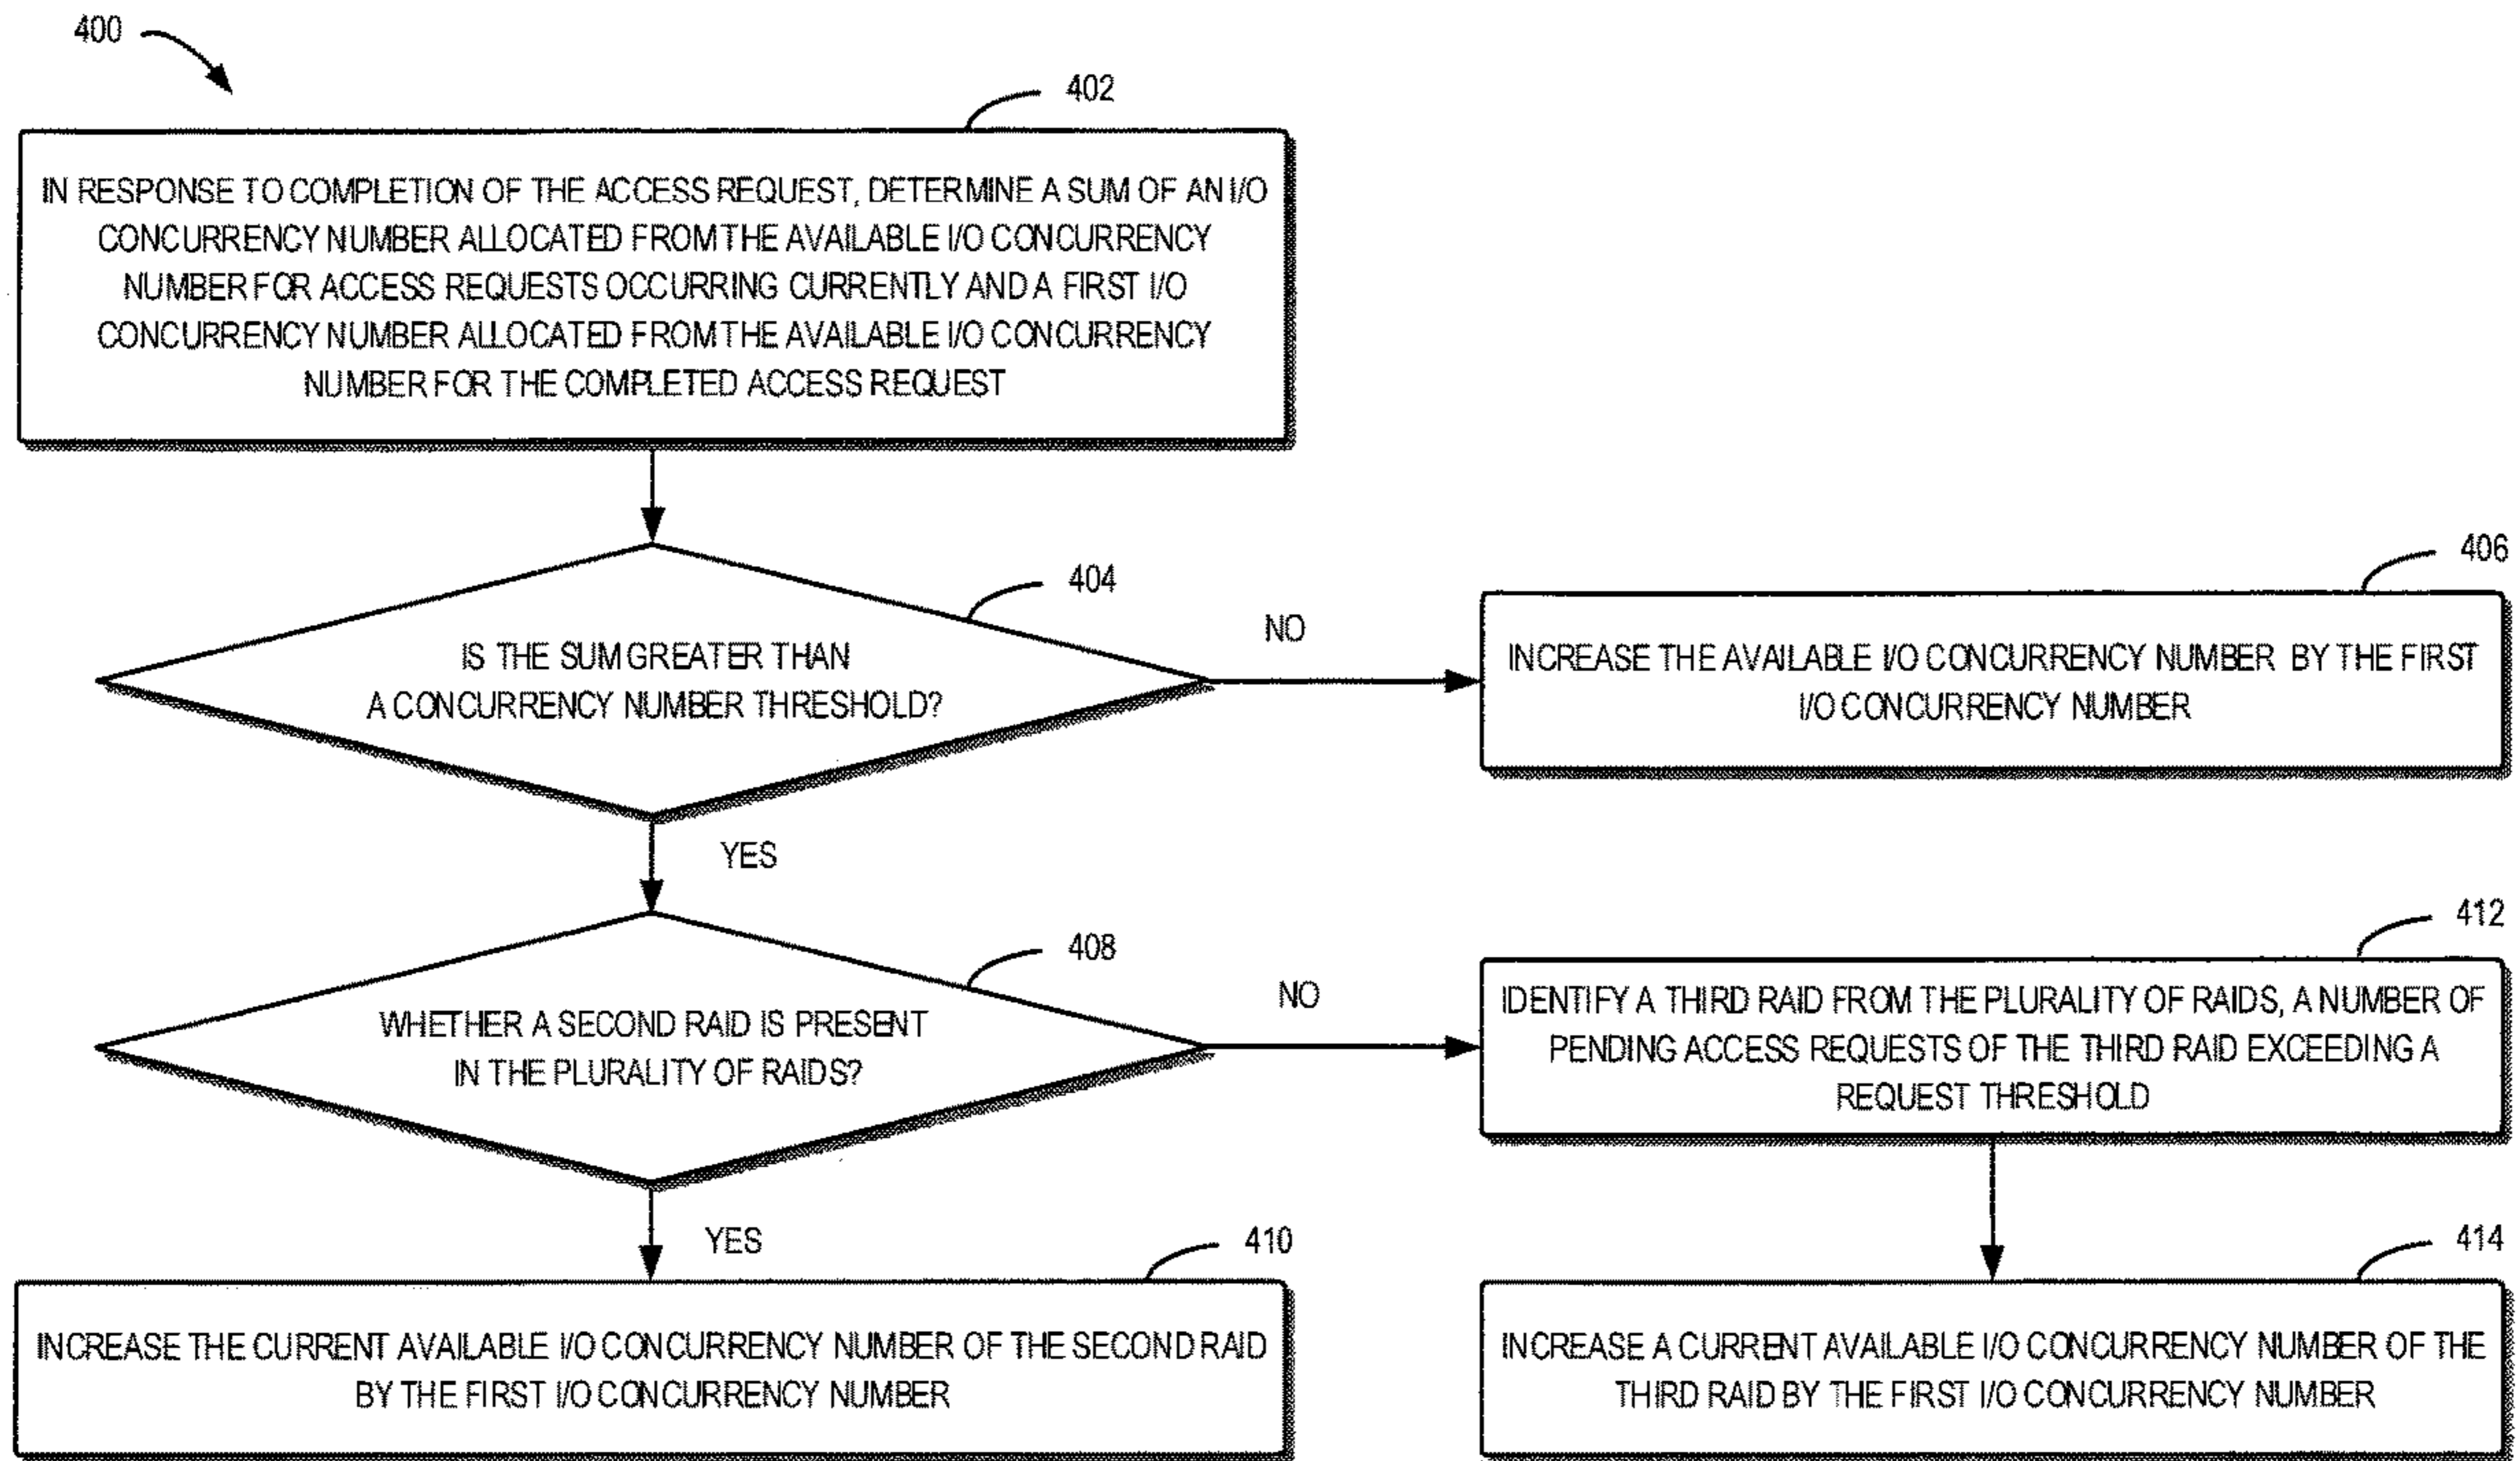 400
402
IN RESPONSE TO COMPLETION OF THE ACCESS REQUEST, DETERMINE A SUM OF AN I/O
CONCURRENCY NUMBER ALLOCATED FROM THE AVAILABLE I/O CONCURRENCY
NUMBER FOR ACCESS REQUESTS OCCURRING CURRENTLY AND A FIRST I/O
CONCURRENCY NUMBER ALLOCATED FROM THE AVAILABLE I/O CONCURRENCY
NUMBER FOR THE COMPLETED ACCESS REQUEST
404
IS THE SUM GREATER THAN
A CONCURRENCY NUMBER THRESHOLD?
NO
406
INCREASE THE AVAILABLE I/O CONCURRENCY NUMBER BY THE FIRST
I/O CONCURRENCY NUMBER
YES
408
WHETHER A SECOND RAID IS PRESENT
IN THE PLURALITY OF RAIDS?
NO
412
IDENTIFY A THIRD RAID FROM THE PLURALITY OF RAIDS, A NUMBER OF
PENDING ACCESS REQUESTS OF THE THIRD RAID EXCEEDING A
REQUEST THRESHOLD
YES
410
INCREASE THE CURRENT AVAILABLE I/O CONCURRENCY NUMBER OF THE SECOND RAID
BY THE FIRST I/O CONCURRENCY NUMBER
414
INCREASE A CURRENT AVAILABLE I/O CONCURRENCY NUMBER OF THE
THIRD RAID BY THE FIRST I/O CONCURRENCY NUMBER